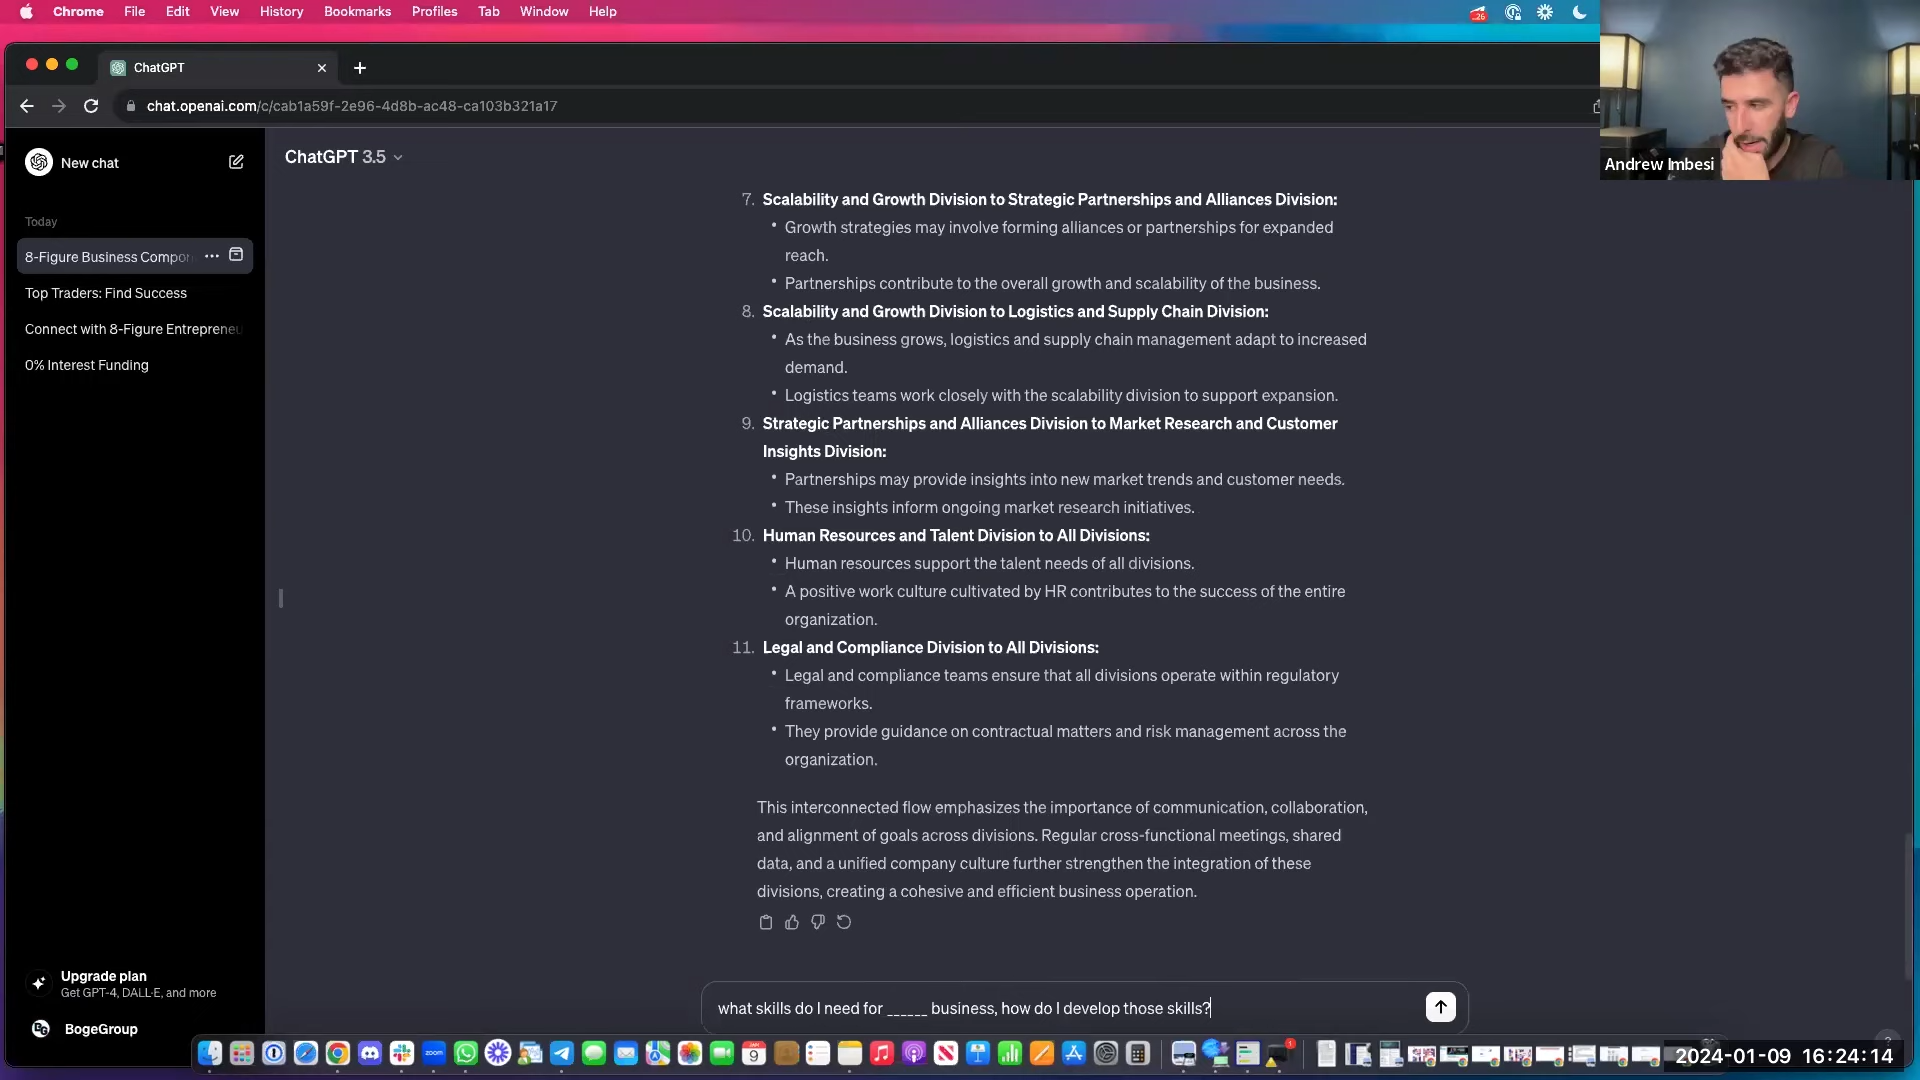 Chrome File Edit View History Bookmarks Profiles Tab Window Help
ChatGPT
chat.openai.com/c/cab1a59f-2e96-4d8b-ac48-ca103b321a17
Andrew Imbesi
New chat
ChatGPT 3.5
Today
8-Figure Business Compon
Top Traders: Find Success
Connect with 8-Figure Entrepreneu
0% Interest Funding
7. Scalability and Growth Division to Strategic Partnerships and Alliances Division:
• Growth strategies may involve forming alliances or partnerships for expanded
reach.
• Partnerships contribute to the overall growth and scalability of the business.
8. Scalability and Growth Division to Logistics and Supply Chain Division:
• As the business grows, logistics and supply chain management adapt to increased
demand.
• Logistics teams work closely with the scalability division to support expansion.
9. Strategic Partnerships and Alliances Division to Market Research and Customer
Insights Division:
• Partnerships may provide insights into new market trends and customer needs.
• These insights inform ongoing market research initiatives.
10. Human Resources and Talent Division to All Divisions:
• Human resources support the talent needs of all divisions.
• A positive work culture cultivated by HR contributes to the success of the entire
organization.
11. Legal and Compliance Division to All Divisions:
• Legal and compliance teams ensure that all divisions operate within regulatory
frameworks.
• They provide guidance on contractual matters and risk management across the
organization.
This interconnected flow emphasizes the importance of communication, collaboration,
and alignment of goals across divisions. Regular cross-functional meetings, shared
data, and a unified company culture further strengthen the integration of these
divisions, creating a cohesive and efficient business operation.
Upgrade plan
Get GPT-4, DALL·E, and more
BogeGroup
what skills do I need for ______ business, how do I develop those skills?
zoom
9
2024-01-09 16:24:14